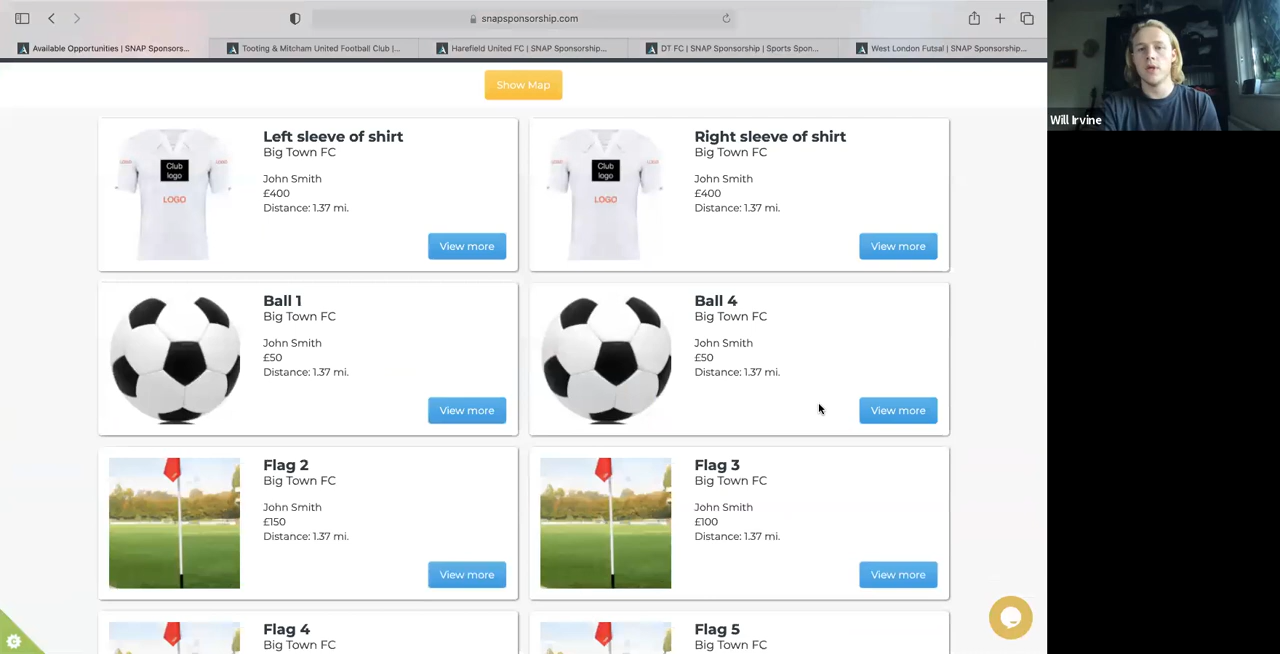 snapsponsorship.com
Available Opportunities | SNAP Sponsors...
Tooting & Mitcham United Football Club |...
Harefield United FC | SNAP Sponsorship...
DT FC | SNAP Sponsorship | Sports Spon...
West London Futsal | SNAP Sponsorship...
Will Irvine
Show Map
Left sleeve of shirt
Big Town FC
John Smith
£400
Distance: 1.37 mi.
View more
LOGO
Club
logo
LOGO
LOGO
Right sleeve of shirt
Big Town FC
John Smith
£400
Distance: 1.37 mi.
View more
LOGO
Club
logo
LOGO
LOGO
Ball 1
Big Town FC
John Smith
£50
Distance: 1.37 mi.
View more
Ball 4
Big Town FC
John Smith
£50
Distance: 1.37 mi.
View more
Flag 2
Big Town FC
John Smith
£150
Distance: 1.37 mi.
View more
Flag 3
Big Town FC
John Smith
£100
Distance: 1.37 mi.
View more
Flag 4
Big Town FC
Flag 5
Big Town FC